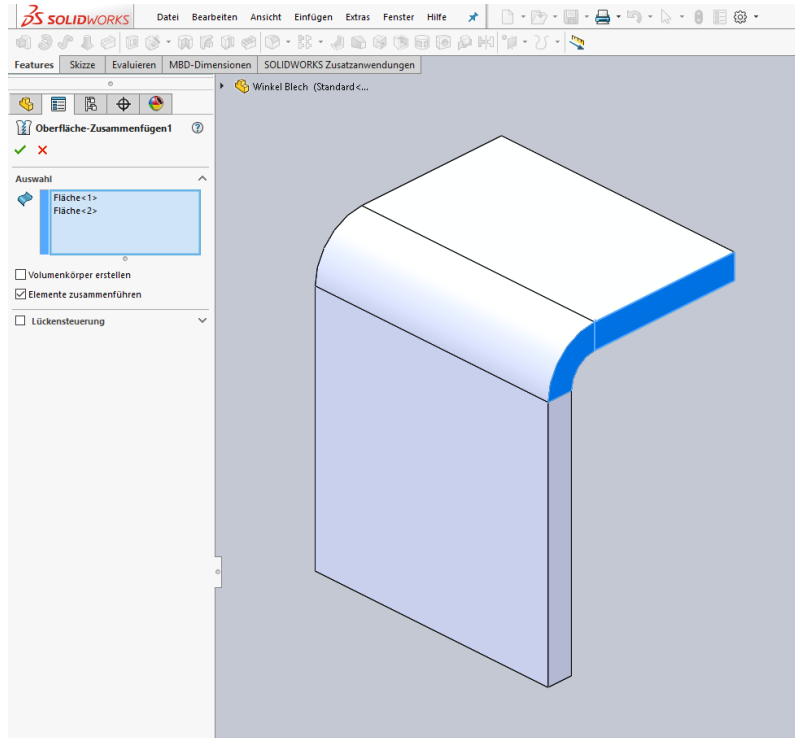 SOLIDWORKS Datei Bearbeiten Ansicht Einfügen Extras Fenster Hilfe
Features Skizze Evaluieren MBD-Dimensionen SOLIDWORKS Zusatzanwendungen
Winkel Blech (Standard<...
Oberfläche-Zusammenfügen1
Auswahl
Fläche<1>
Fläche<2>
Volumenkörper erstellen
Elemente zusammenführen
Lückensteuerung